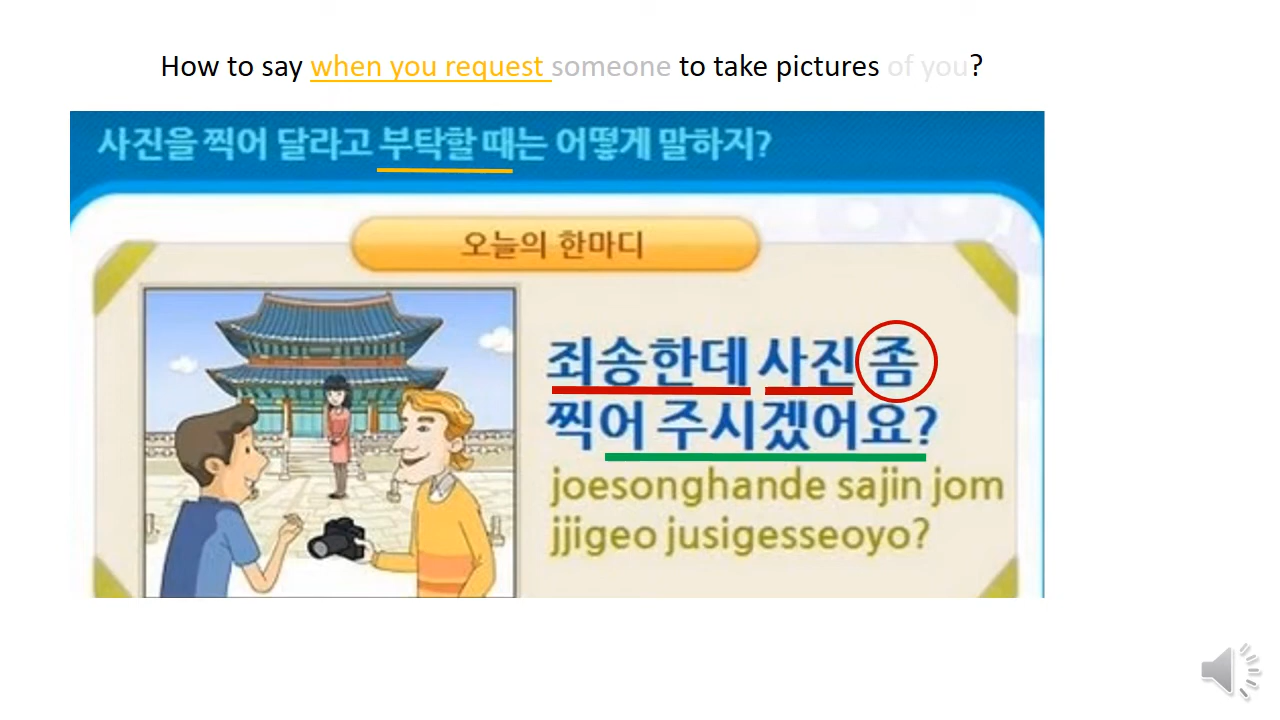 How to say when you request someone to take pictures of you?
사진을 찍어 달라고 부탁할 때는 어떻게 말하지?
오늘의 한마디
죄송한데 사진 좀
찍어 주시겠어요?
joesonghande sajin jom
jjigeo jusigesseoyo?